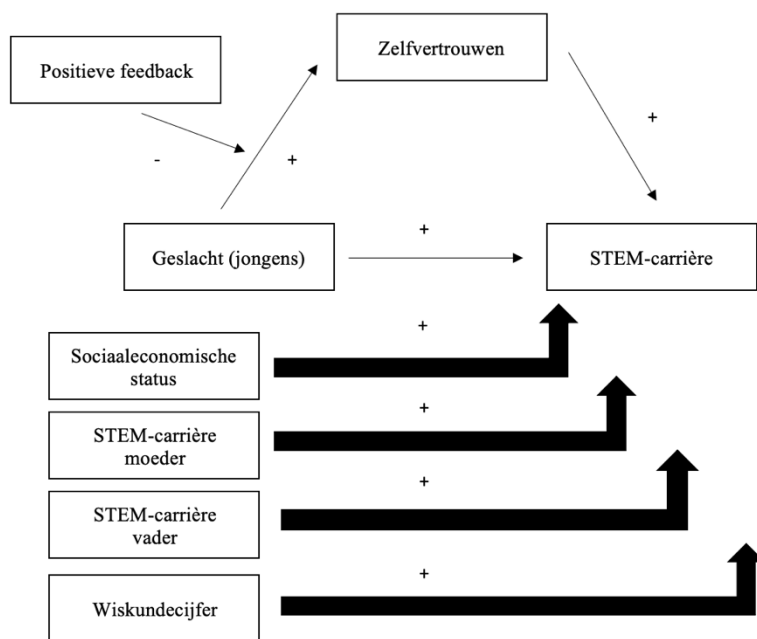 Zelfvertrouwen
Positieve feedback
+
-
+
+
Geslacht (jongens)
STEM-carrière
+
Sociaaleconomische
status
+
STEM-carrière
moeder
+
STEM-carrière
vader
+
Wiskundecijfer